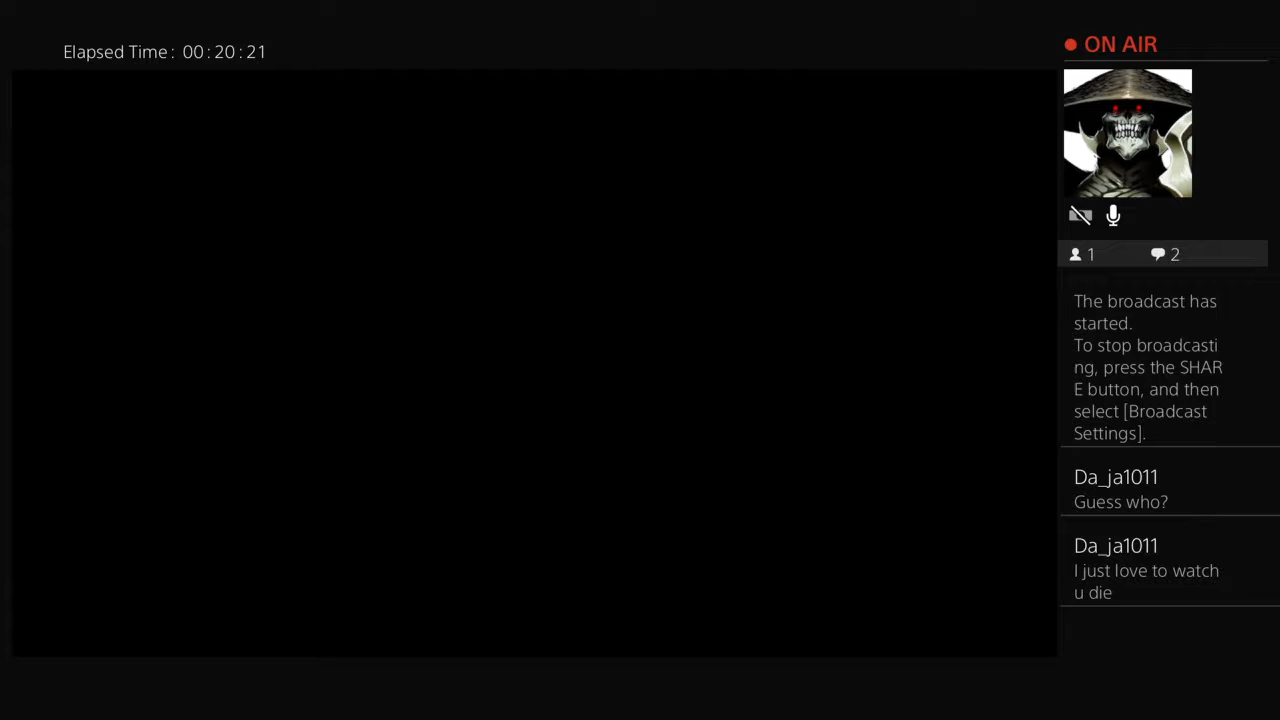 Elapsed Time: 00:20:21
ON AIR
1 2
The broadcast has
started.
To stop broadcasti
ng, press the SHAR
E button, and then
select [Broadcast
Settings].
Da_ja1011
Guess who?
Da_ja1011
I just love to watch
u die